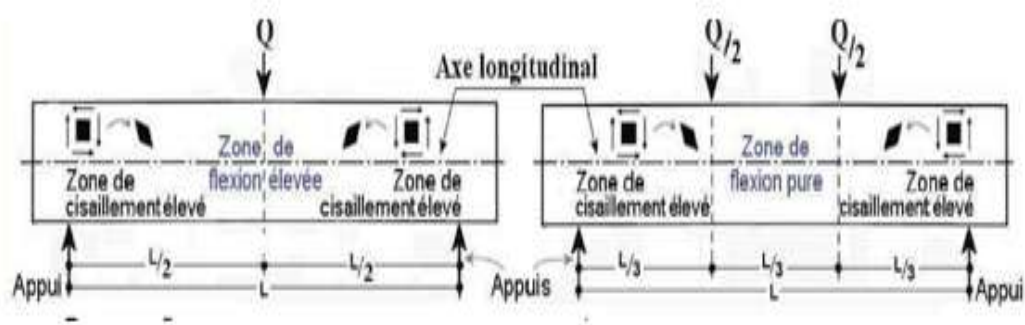 Q
Q/2 Q/2
Axe longitudinal
Zone de
flexion élevée
Zone de
cisaillement élevé
Zone de
cisaillement élevé
Zone de
flexion pure
Zone de
cisaillement élevé
Zone de
cisaillement élevé
L/2 L/2
L/3 L/3 L/3
Appui
L
Appuis
L
Appui